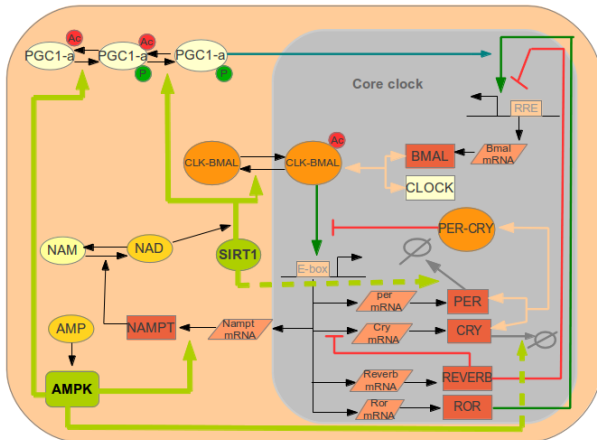 Ac
Ac
PGC1-a
PGC1-a
PGC1-a
P
P
Core clock
RRE
Ac
CLK-BMAL
CLK-BMAL
BMAL
Bmal
mRNA
CLOCK
PER-CRY
NAM
NAD
SIRT1
E-box
per
mRNA
PER
AMP
NAMPT
Nampt
mRNA
Cry
mRNA
CRY
AMPK
Reverb
mRNA
REVERB
Ror
mRNA
ROR